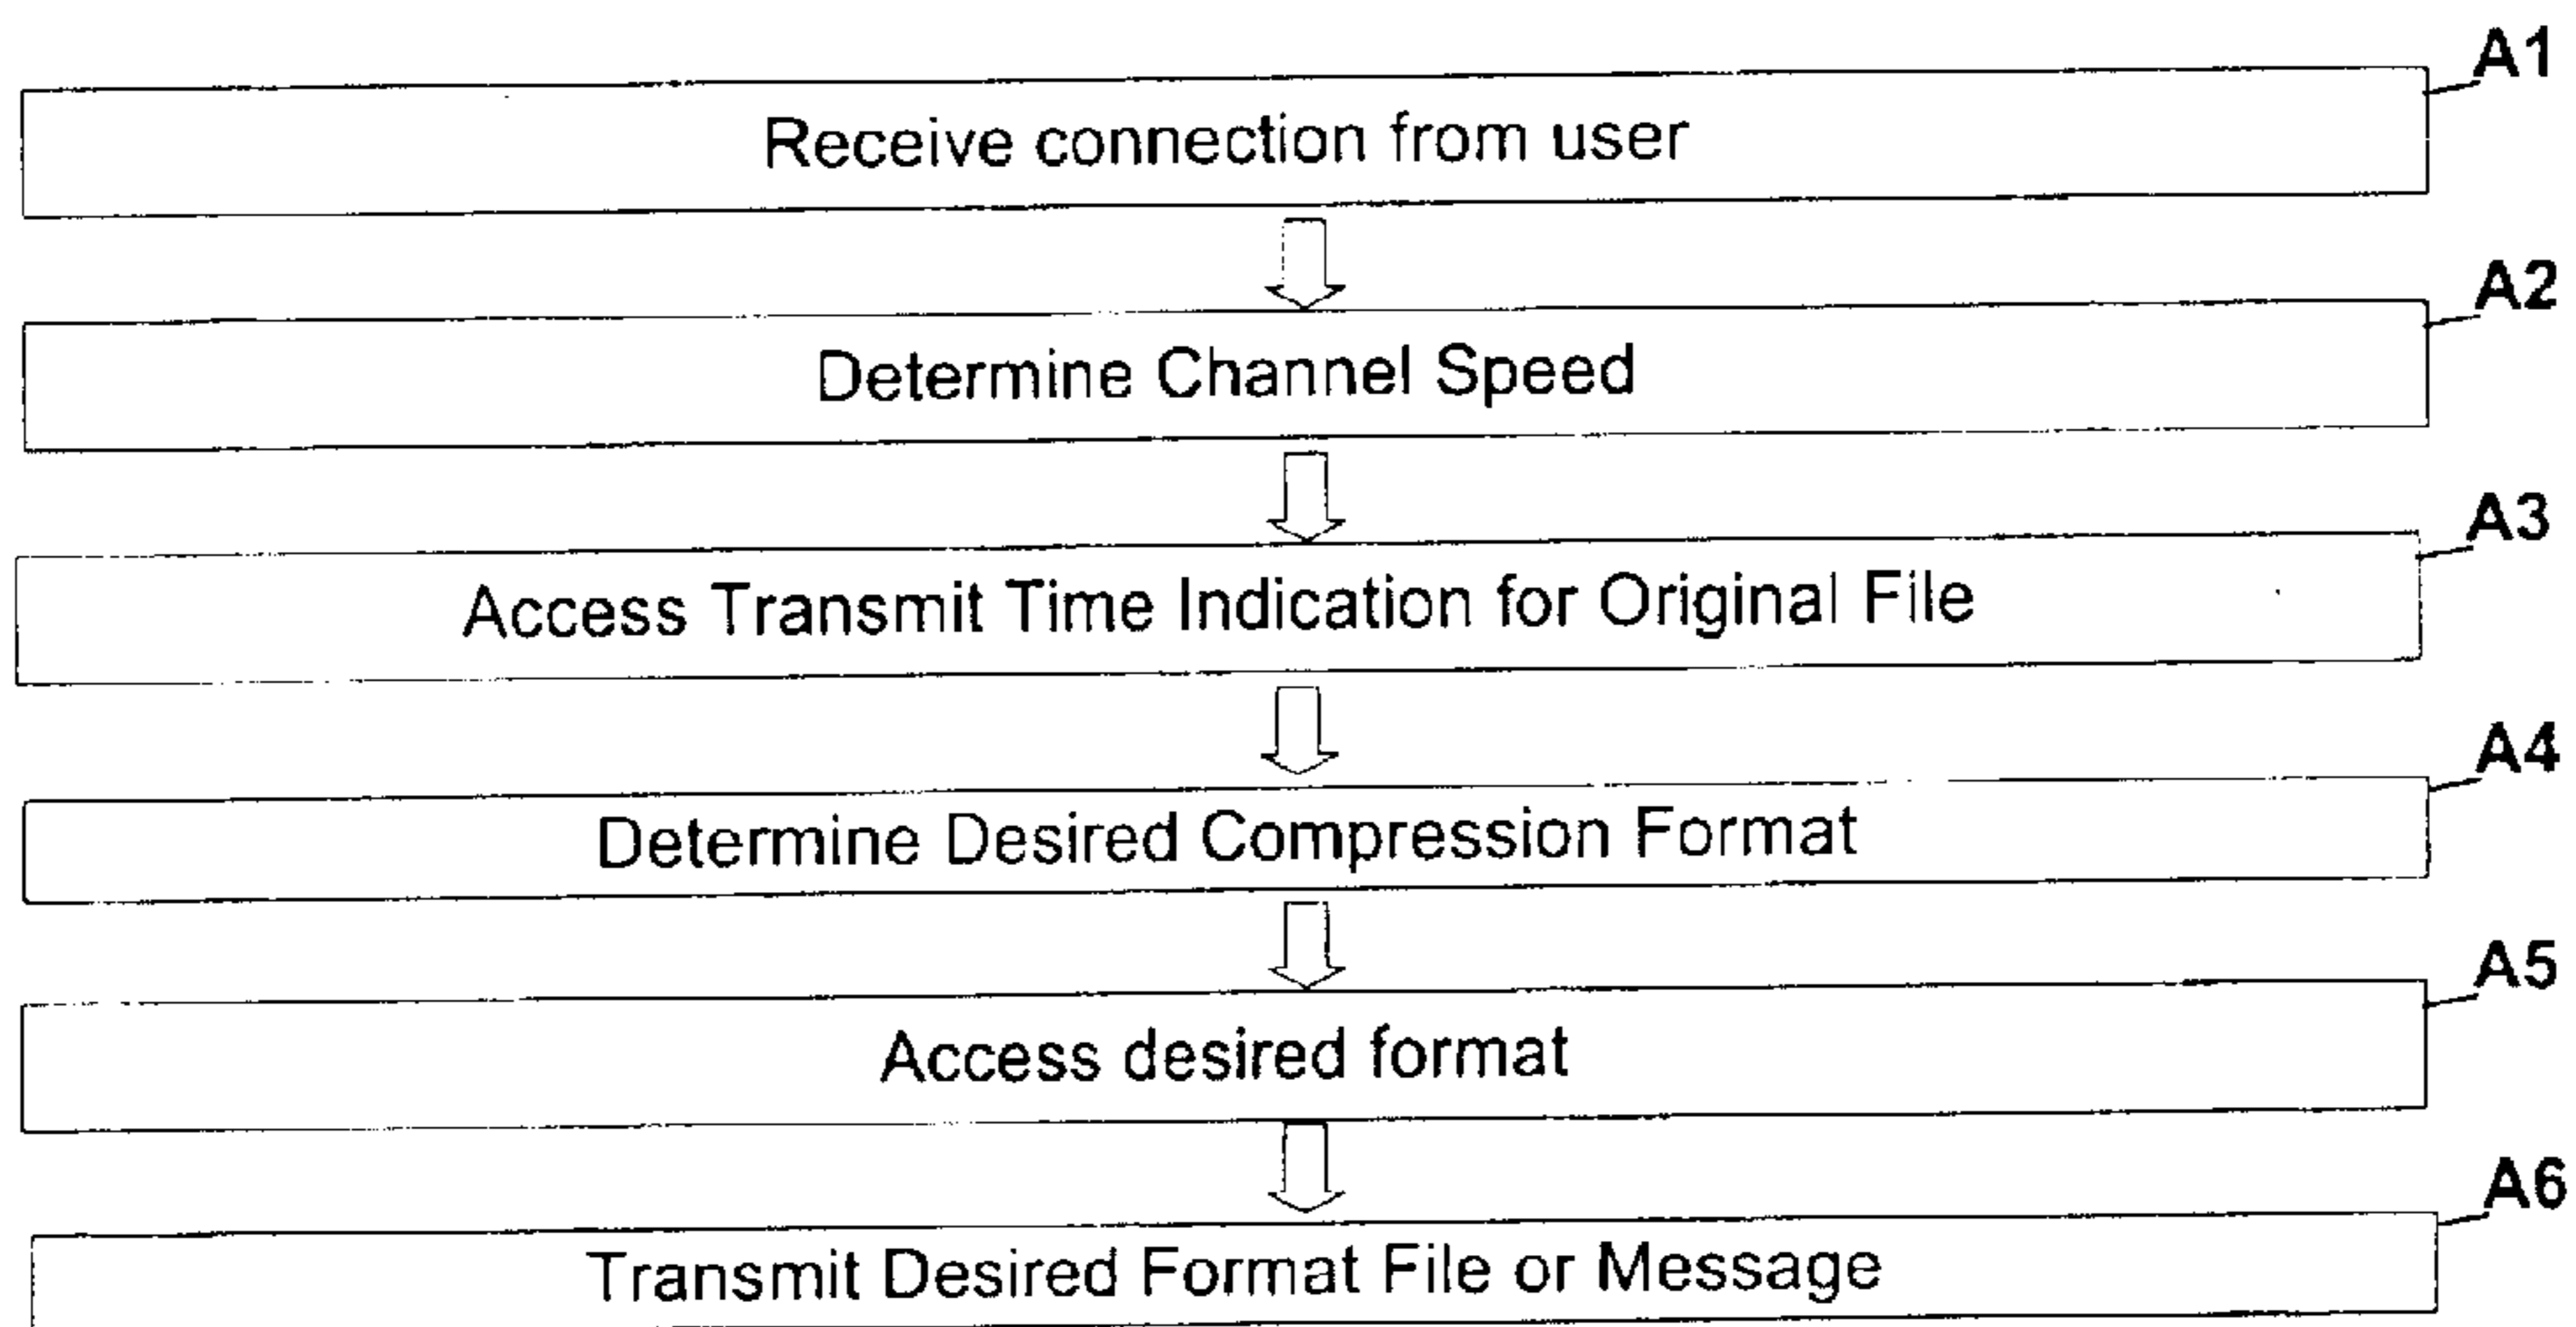 A1
Receive connection from user
A2
Determine Channel Speed
A3
Access Transmit Time Indication for Original File
A4
Determine Desired Compression Format
A5
Access desired format
A6
Transmit Desired Format File or Message